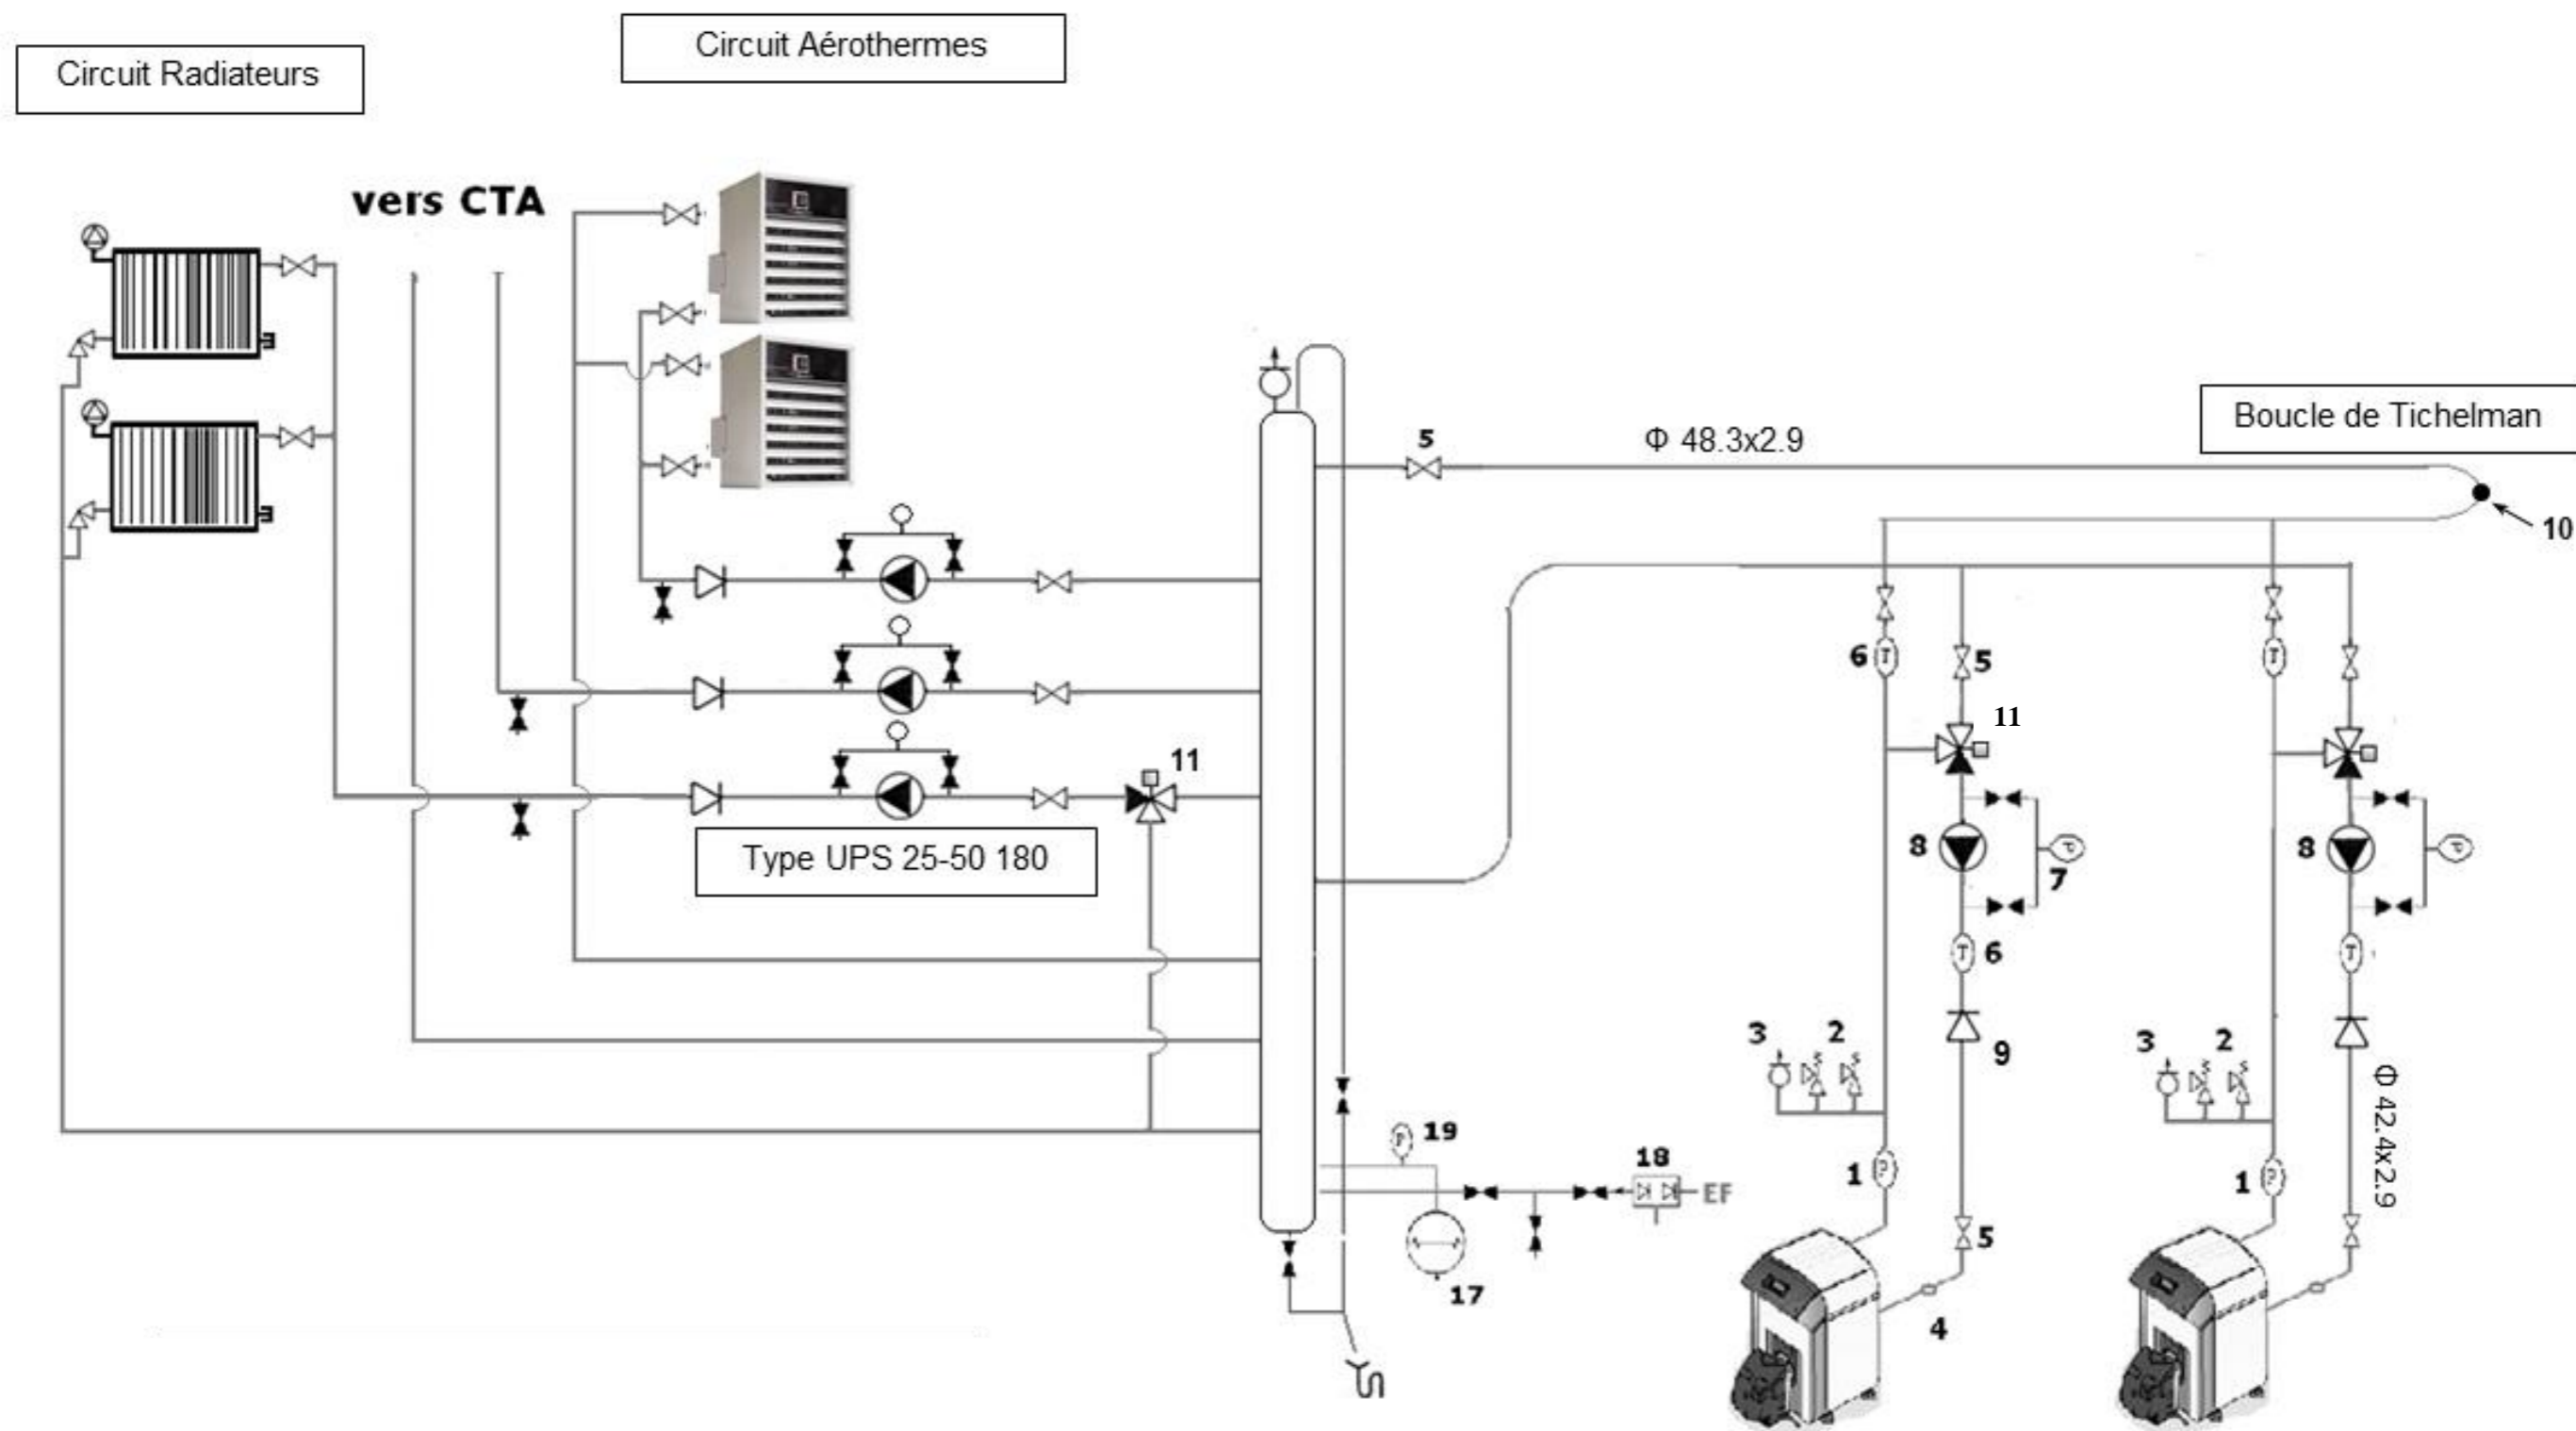 Circuit Radiateurs
Circuit Aérothermes
vers CTA
Boucle de Tichelman
5
Φ 48.3x2.9
10
6
T
5
T
11
11
Type UPS 25-50 180
8
P
7
8
P
T
6
T
3
2
9
3
2
Φ 42.4x2.9
P
19
18
EF
1
1
5
17
4